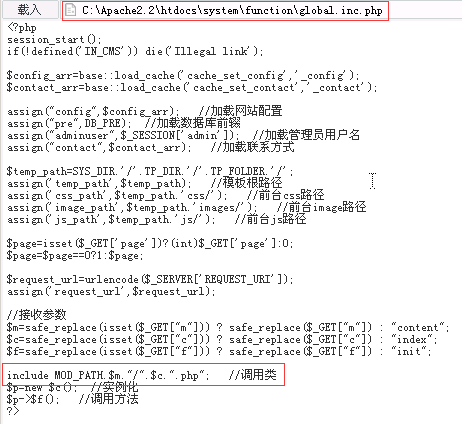 载入
C:\Apache2.2\htdocs\system\function\global.inc.php
<?php
session_start();
if(!defined('IN_CMS')) die('Illegal link');
$config_arr=base::load_cache('cache_set_config','_config');
$contact_arr=base::load_cache('cache_set_contact','_contact');
assign("config",$config_arr);   //加载网站配置
assign("pre",DB_PRE);   //加载数据库前辍
assign("adminuser",$_SESSION['admin']);  //加载管理员用户名
assign("contact",$contact_arr);   //加载联系方式
$temp_path=SYS_DIR.'/'.TP_DIR.'/'.TP_FOLDER.'/';
assign('temp_path',$temp_path);   //模板根路径
assign('css_path',$temp_path.'css/');   //前台css路径
assign('image_path',$temp_path.'images/');   //前台image路径
assign('js_path',$temp_path.'js/');   //前台js路径
$page=isset($_GET['page'])?(int)$_GET['page']:0;
$page=$page==0?1:$page;
$request_url=urlencode($_SERVER['REQUEST_URI']);
assign('request_url',$request_url);
//接收参数
$m=safe_replace(isset($_GET["m"])) ? safe_replace($_GET["m"]) : "content";
$c=safe_replace(isset($_GET["c"])) ? safe_replace($_GET["c"]) : "index";
$f=safe_replace(isset($_GET["f"])) ? safe_replace($_GET["f"]) : "init";
include MOD_PATH.$m."/".$c.".php";   //调用类
$p=new $c();  //实例化
$p->$f();   //调用方法
?>